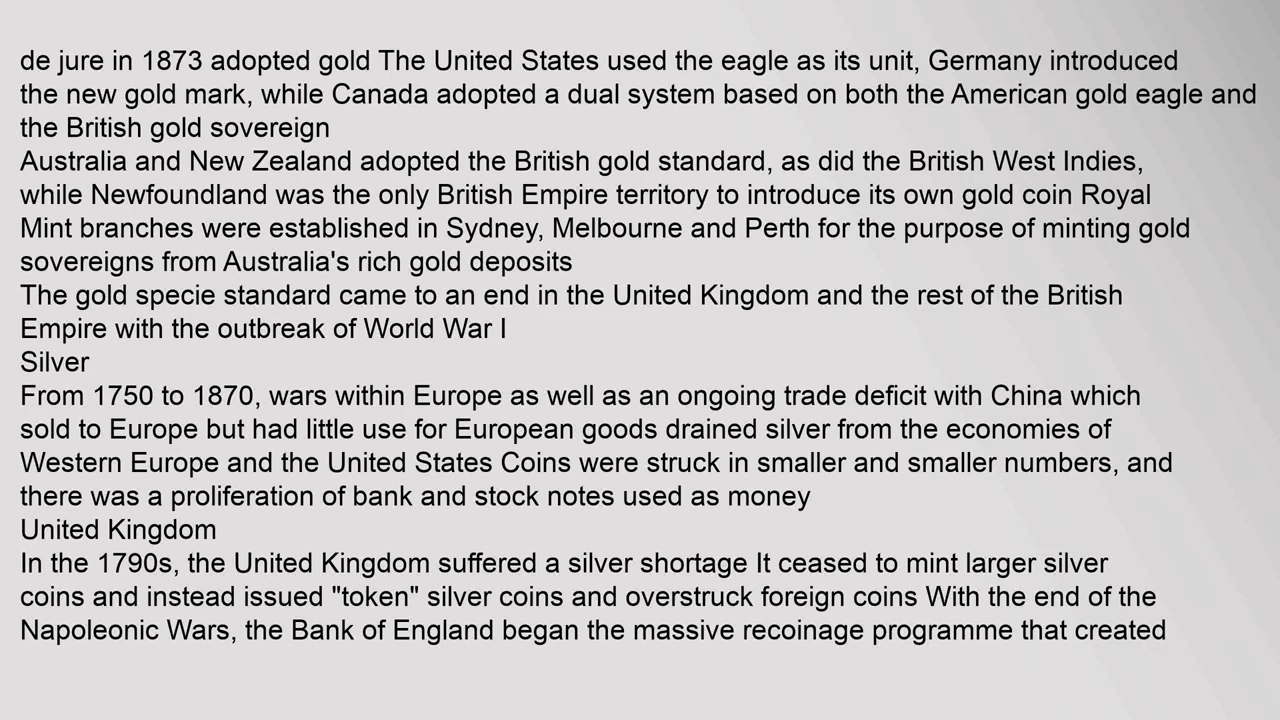 de jure in 1873 adopted gold The United States used the eagle as its unit, Germany introduced
the new gold mark, while Canada adopted a dual system based on both the American gold eagle and
the British gold sovereign
Australia and New Zealand adopted the British gold standard, as did the British West Indies,
while Newfoundland was the only British Empire territory to introduce its own gold coin Royal
Mint branches were established in Sydney, Melbourne and Perth for the purpose of minting gold
sovereigns from Australia's rich gold deposits
The gold specie standard came to an end in the United Kingdom and the rest of the British
Empire with the outbreak of World War I
Silver
From 1750 to 1870, wars within Europe as well as an ongoing trade deficit with China which
sold to Europe but had little use for European goods drained silver from the economies of
Western Europe and the United States Coins were struck in smaller and smaller numbers, and
there was a proliferation of bank and stock notes used as money
United Kingdom
In the 1790s, the United Kingdom suffered a silver shortage It ceased to mint larger silver
coins and instead issued "token" silver coins and overstruck foreign coins With the end of the
Napoleonic Wars, the Bank of England began the massive recoinage programme that created